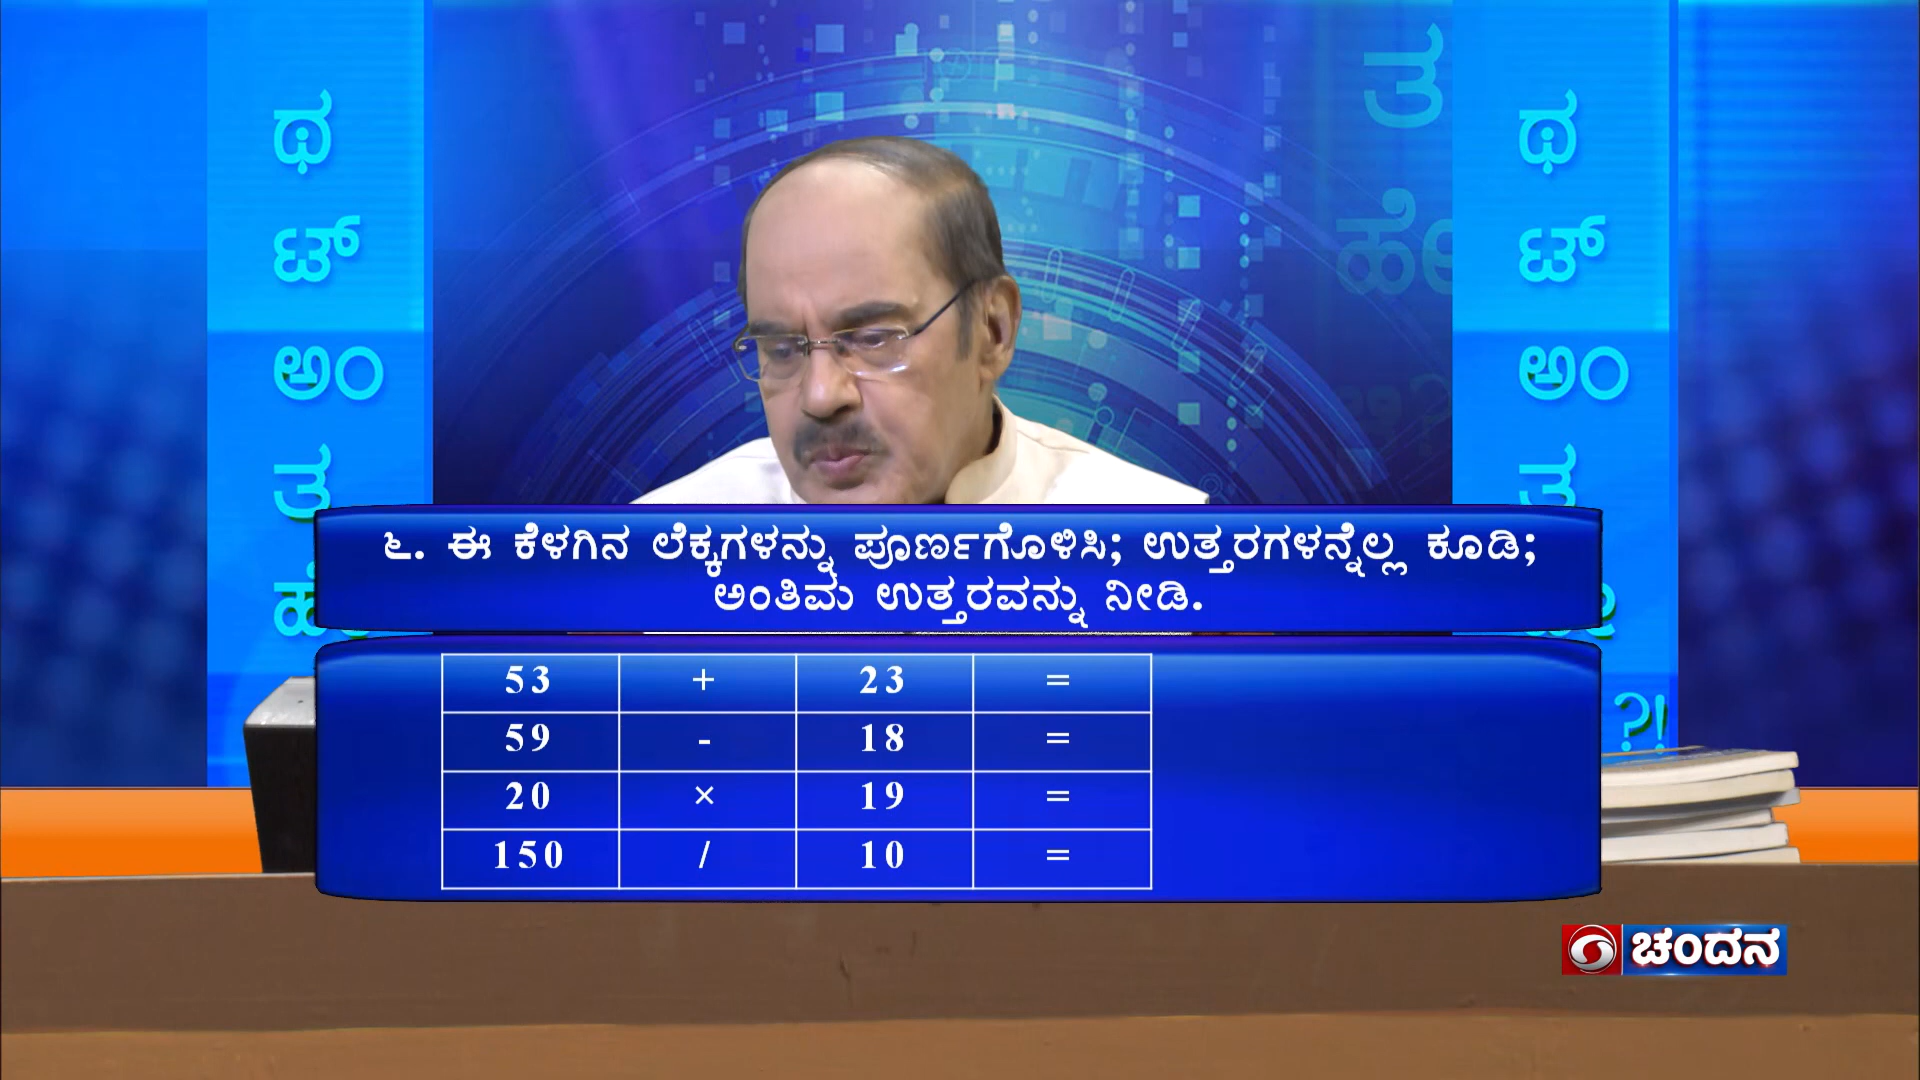 ಥ
ಟ್
ಅಂ
ತ
ಹೇ
ಥ
ಟ್
ಅಂ
?!
೬. ಈ ಕೆಳಗಿನ ಲೆಕ್ಕಗಳನ್ನು ಪೂರ್ಣಗೊಳಿಸಿ; ಉತ್ತರಗಳನ್ನೆಲ್ಲ ಕೂಡಿ;
ಅಂತಿಮ ಉತ್ತರವನ್ನು ನೀಡಿ.
53 + 23 =
59 - 18 =
20 × 19 =
150 / 10 =
ಚಂದನ